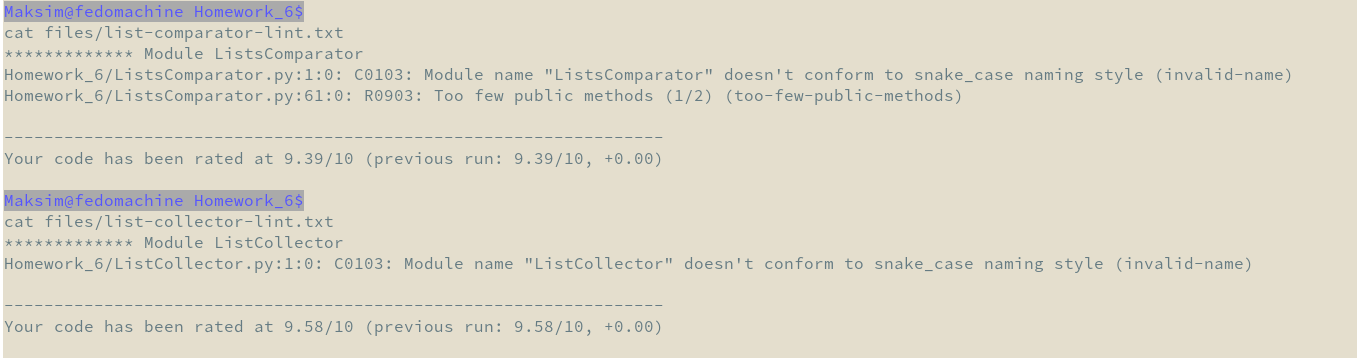 Maksim@fedomachine Homework_6$
cat files/list-comparator-lint.txt
************* Module ListsComparator
Homework_6/ListsComparator.py:1:0: C0103: Module name "ListsComparator" doesn't conform to snake_case naming style (invalid-name)
Homework_6/ListsComparator.py:61:0: R0903: Too few public methods (1/2) (too-few-public-methods)
------------------------------------------------------------------
Your code has been rated at 9.39/10 (previous run: 9.39/10, +0.00)
Maksim@fedomachine Homework_6$
cat files/list-collector-lint.txt
************* Module ListCollector
Homework_6/ListCollector.py:1:0: C0103: Module name "ListCollector" doesn't conform to snake_case naming style (invalid-name)
------------------------------------------------------------------
Your code has been rated at 9.58/10 (previous run: 9.58/10, +0.00)